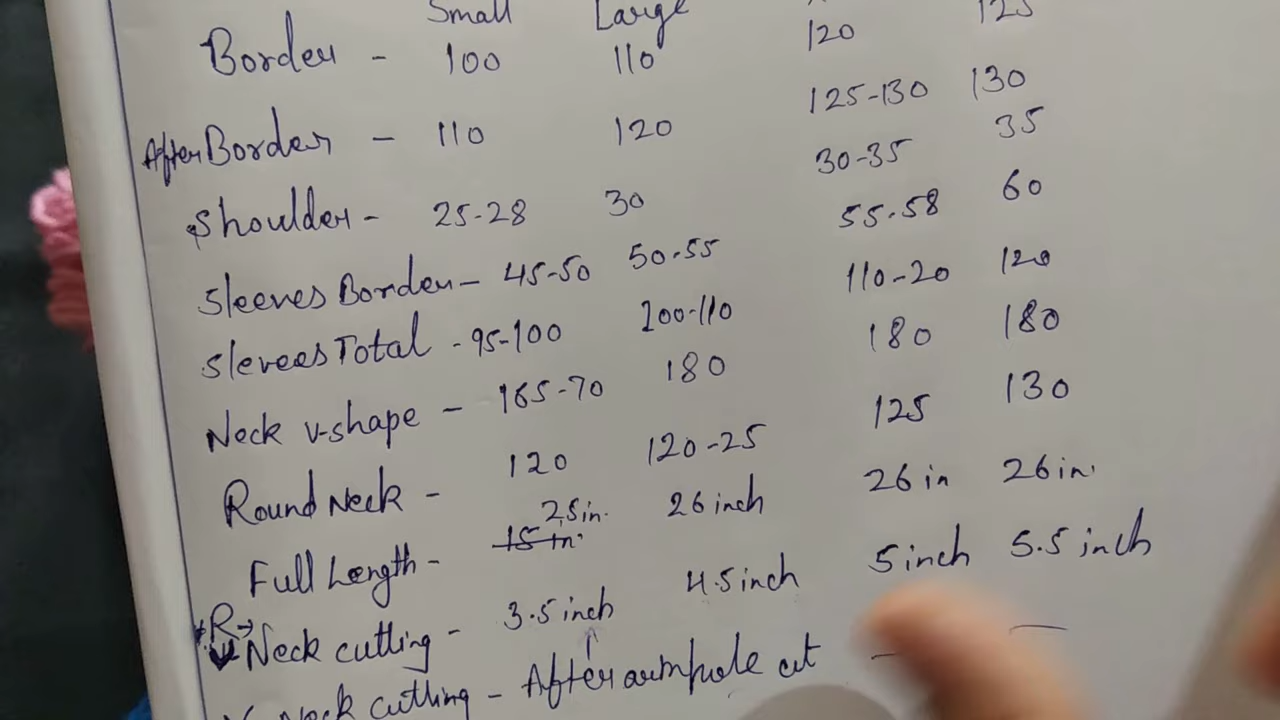 Small Large 125
Border - 100 110 120
After Border - 110 120 125-130 130
Shoulder - 25-28 30 30-35 35
Sleeves Border - 45-50 50-55 55-58 60
Slevees Total - 95-100 100-110 110-20 120
Neck V-shape - 165-70 180 180 180
Round Neck - 120 120-25 125 130
Full Length - 15 in. 25 in. 26 inch 26 in 26 in.
R → Neck cutting - 3.5 inch 4.5 inch 5 inch 5.5 inch
V Neck cutting - After armhole cut — —